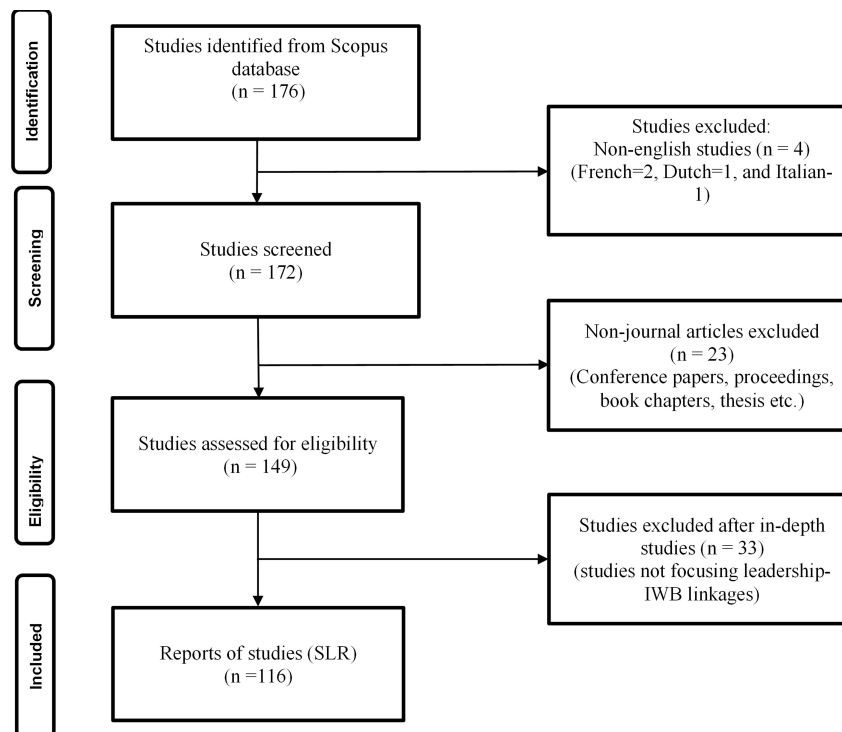 Identification
Studies identified from Scopus
database
(n = 176)
Studies excluded:
Non-english studies (n = 4)
(French=2, Dutch=1, and Italian-
1)
Screening
Studies screened
(n = 172)
Non-journal articles excluded
(n = 23)
(Conference papers, proceedings,
book chapters, thesis etc.)
Eligibility
Studies assessed for eligibility
(n = 149)
Studies excluded after in-depth
studies (n = 33)
(studies not focusing leadership-
IWB linkages)
Included
Reports of studies (SLR)
(n =116)